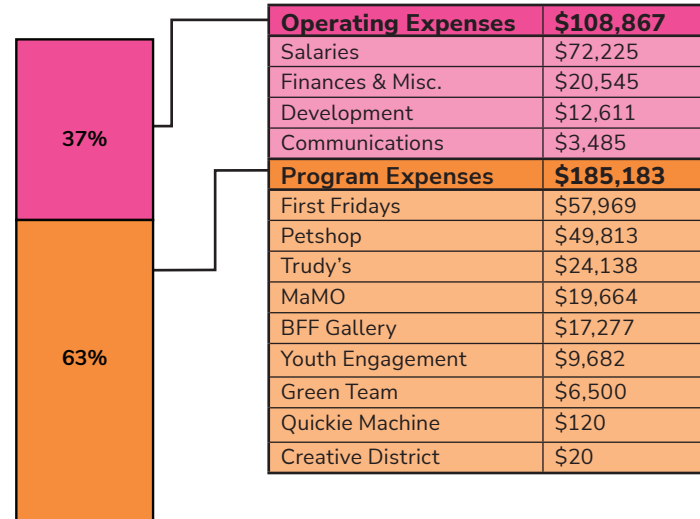 37%
63%
Operating Expenses $108,867
Salaries $72,225
Finances & Misc. $20,545
Development $12,611
Communications $3,485
Program Expenses $185,183
First Fridays $57,969
Petshop $49,813
Trudy's $24,138
MaMO $19,664
BFF Gallery $17,277
Youth Engagement $9,682
Green Team $6,500
Quickie Machine $120
Creative District $20